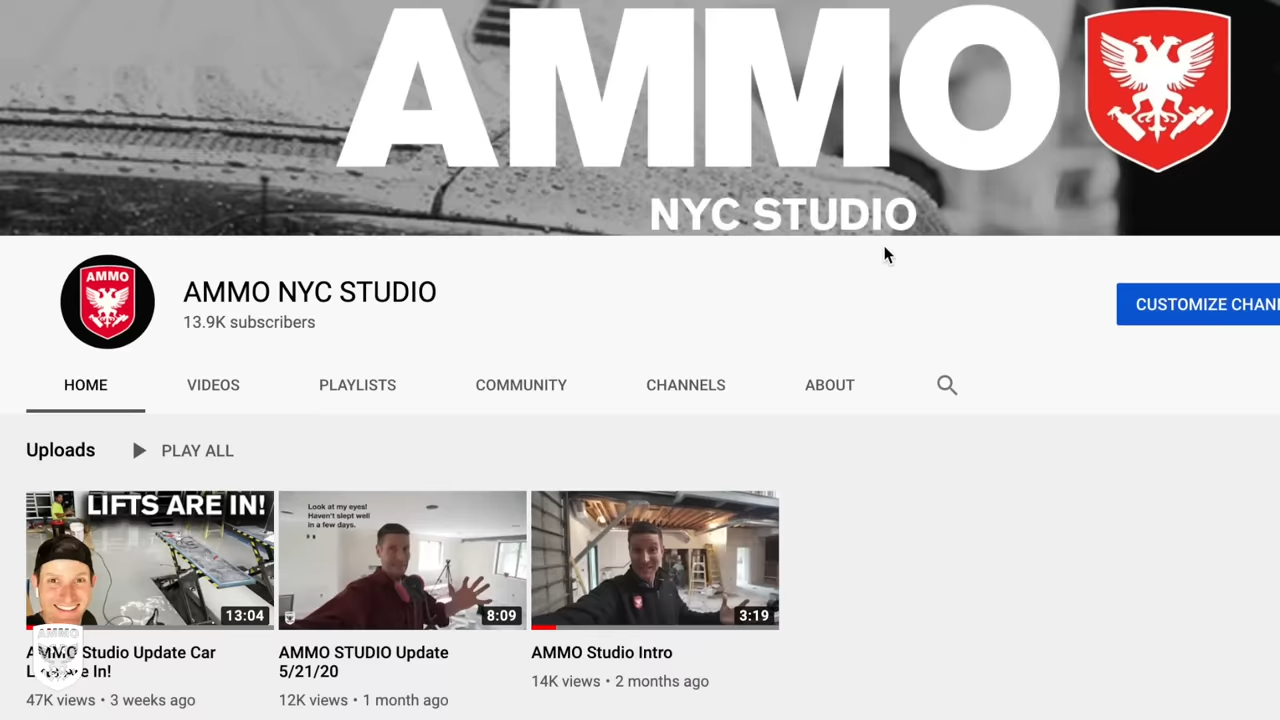 AMMO
NYC STUDIO
AMMO
AMMO NYC STUDIO
13.9K subscribers
CUSTOMIZE CHAN
HOME VIDEOS PLAYLISTS COMMUNITY CHANNELS ABOUT
Uploads PLAY ALL
LIFTS ARE IN!
13:04
Look at my eyes!
Haven't slept well
in a few days.
8:09
3:19
AMMO
AMMO Studio Update Car
In!
47K views • 3 weeks ago
AMMO STUDIO Update
5/21/20
12K views • 1 month ago
AMMO Studio Intro
14K views • 2 months ago